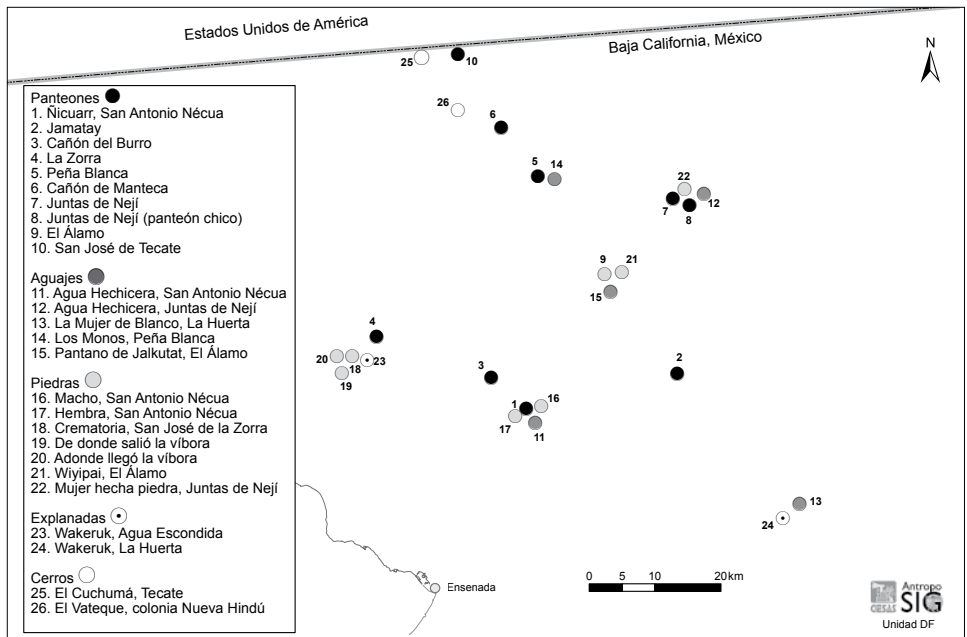 Estados Unidos de América
Baja California, México
N
25
10
26
6
5
14
22
7
8
12
9
21
15
4
20
18
23
19
3
2
1
16
17
11
13
24
Panteones
1. Ñicuarr, San Antonio Nécua
2. Jamatay
3. Cañón del Burro
4. La Zorra
5. Peña Blanca
6. Cañón de Manteca
7. Juntas de Nejí
8. Juntas de Nejí (panteón chico)
9. El Álamo
10. San José de Tecate
Aguajes
11. Agua Hechicera, San Antonio Nécua
12. Agua Hechicera, Juntas de Nejí
13. La Mujer de Blanco, La Huerta
14. Los Monos, Peña Blanca
15. Pantano de Jalkutat, El Álamo
Piedras
16. Macho, San Antonio Nécua
17. Hembra, San Antonio Nécua
18. Crematoria, San José de la Zorra
19. De donde salió la víbora
20. Adonde llegó la víbora
21. Wiyipai, El Álamo
22. Mujer hecha piedra, Juntas de Nejí
Explanadas
23. Wakeruk, Agua Escondida
24. Wakeruk, La Huerta
Cerros
25. El Cuchumá, Tecate
26. El Vateque, colonia Nueva Hindú
Ensenada
0 5 10 20 km
CIESAS
Antropo
SIG
Unidad DF